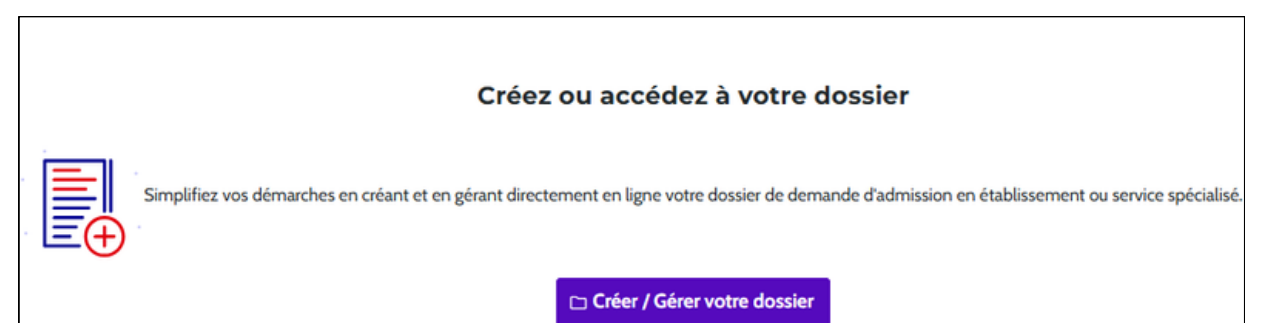 Créez ou accédez à votre dossier
Simplifiez vos démarches en créant et en gérant directement en ligne votre dossier de demande d'admission en établissement ou service spécialisé.
Créer / Gérer votre dossier